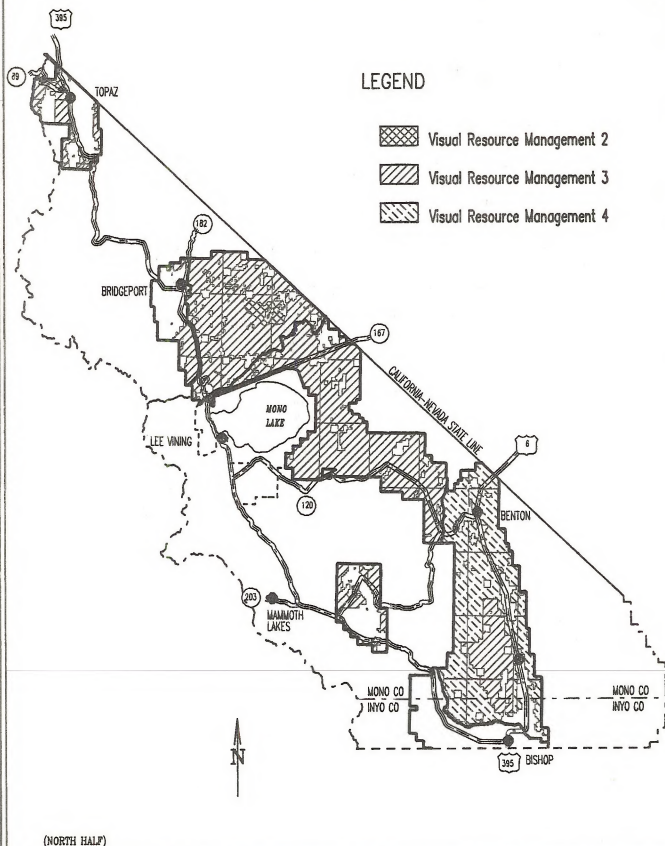 395
89
TOPAZ
LEGEND
Visual Resource Management 2
Visual Resource Management 3
Visual Resource Management 4
182
BRIDGEPORT
167
CALIFORNIA-NEVADA STATE LINE
MONO
LAKE
LEE VINING
6
120
BENTON
203
MAMMOTH
LAKES
MONO CO
INYO CO
MONO CO
INYO CO
N
395
BISHOP
(NORTH HALF)